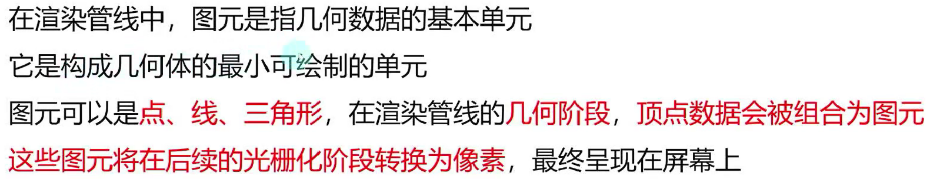 在渲染管线中，图元是指几何数据的基本单元
它是构成几何体的最小可绘制的单元
图元可以是点、线、三角形，在渲染管线的几何阶段，顶点数据会被组合为图元
这些图元将在后续的光栅化阶段转换为像素，最终呈现在屏幕上